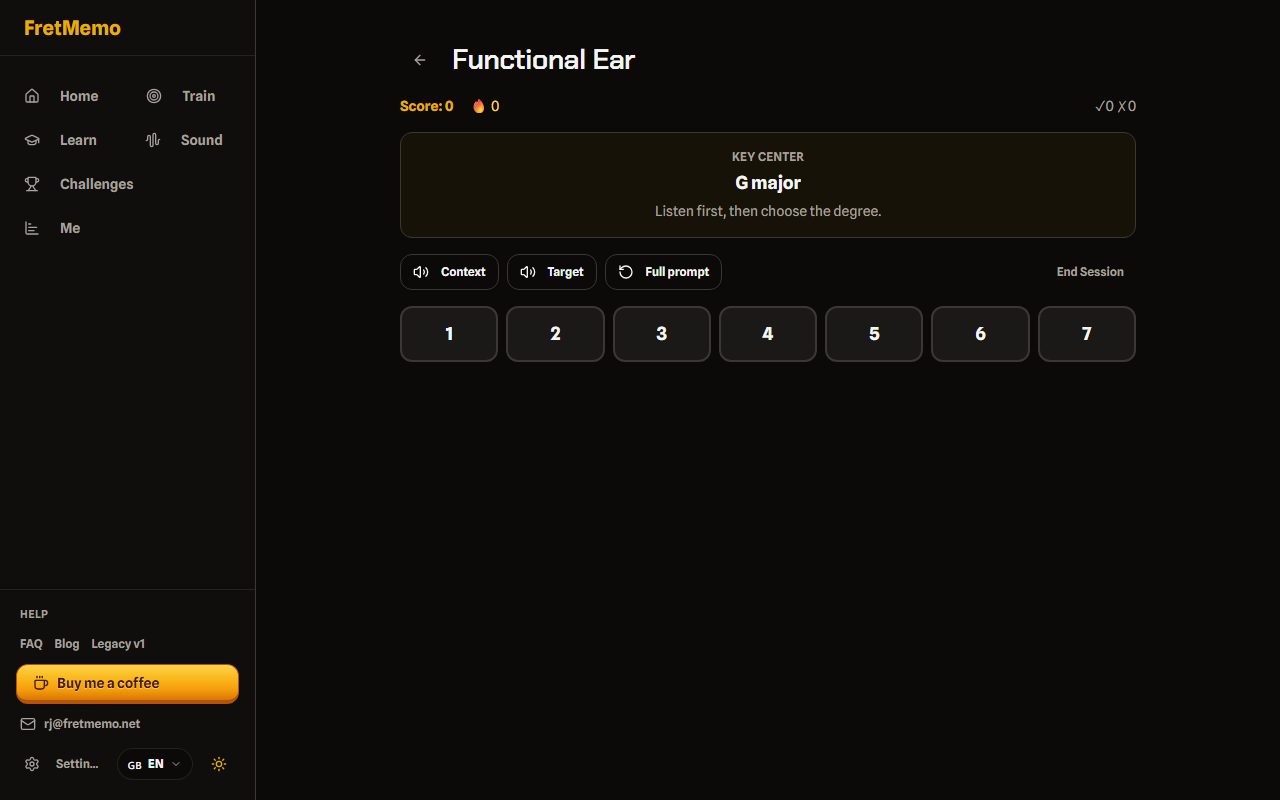 FretMemo
Home
Train
Learn
Sound
Challenges
Me
HELP
FAQ Blog Legacy v1
Buy me a coffee
rj@fretmemo.net
Settin...
GB EN
Functional Ear
Score: 0 🔥 0
✓0 ✗0
KEY CENTER
G major
Listen first, then choose the degree.
Context
Target
Full prompt
End Session
1 2 3 4 5 6 7